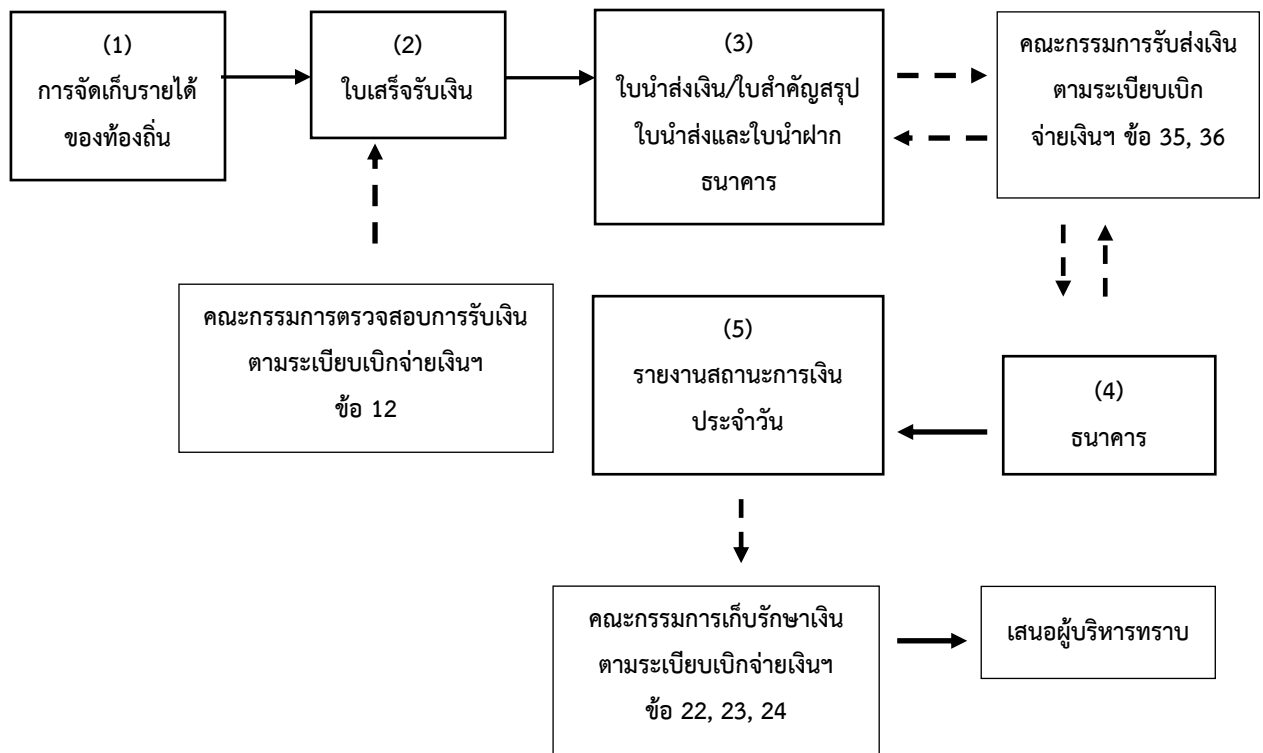 (1)
การจัดเก็บรายได้
ของท้องถิ่น
(2)
ใบเสร็จรับเงิน
(3)
ใบนำส่งเงิน/ใบสำคัญสรุป
ใบนำส่งและใบนำฝาก
ธนาคาร
คณะกรรมการรับส่งเงิน
ตามระเบียบเบิก
จ่ายเงินฯ ข้อ 35, 36
คณะกรรมการตรวจสอบการรับเงิน
ตามระเบียบเบิกจ่ายเงินฯ
ข้อ 12
(5)
รายงานสถานะการเงิน
ประจำวัน
(4)
ธนาคาร
คณะกรรมการเก็บรักษาเงิน
ตามระเบียบเบิกจ่ายเงินฯ
ข้อ 22, 23, 24
เสนอผู้บริหารทราบ